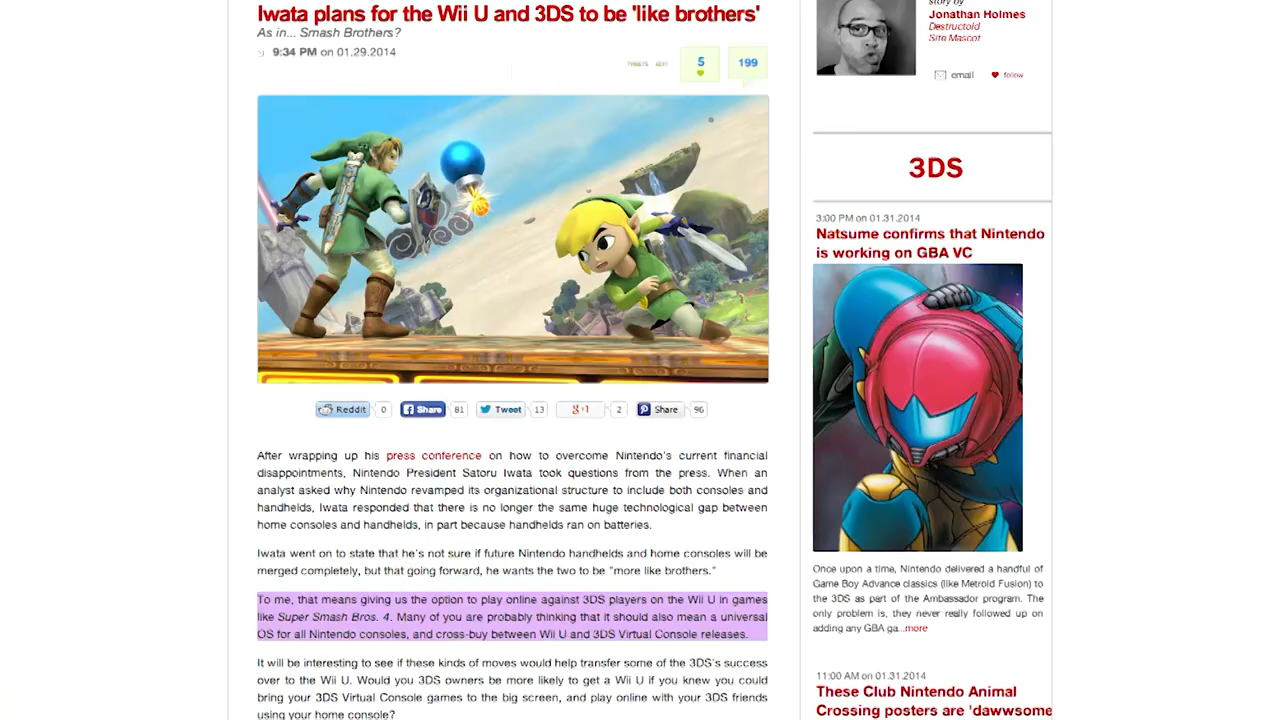 Iwata plans for the Wii U and 3DS to be 'like brothers'
As in... Smash Brothers?
9:34 PM on 01.29.2014
5
199
Reddit
0
Share
81
Tweet
13
g+1
2
Share
96
After wrapping up his press conference on how to overcome Nintendo's current financial
disappointments, Nintendo President Satoru Iwata took questions from the press. When an
analyst asked why Nintendo revamped its organizational structure to include both consoles and
handhelds, Iwata responded that there is no longer the same huge technological gap between
home consoles and handhelds, in part because handhelds ran on batteries.
Iwata went on to state that he's not sure if future Nintendo handhelds and home consoles will be
merged completely, but that going forward, he wants the two to be "more like brothers."
To me, that means giving us the option to play online against 3DS players on the Wii U in games
like Super Smash Bros. 4. Many of you are probably thinking that it should also mean a universal
OS for all Nintendo consoles, and cross-buy between Wii U and 3DS Virtual Console releases.
It will be interesting to see if these kinds of moves would help transfer some of the 3DS's success
over to the Wii U. Would you 3DS owners be more likely to get a Wii U if you knew you could
bring your 3DS Virtual Console games to the big screen, and play online with your 3DS friends
using your home console?
story by
Jonathan Holmes
Destructoid
Site Mascot
email
follow
3DS
3:00 PM on 01.31.2014
Natsume confirms that Nintendo
is working on GBA VC
Once upon a time, Nintendo delivered a handful of
Game Boy Advance classics (like Metroid Fusion) to
the 3DS as part of the Ambassador program. The
only problem is, they never really followed up on
adding any GBA ga...more
11:00 AM on 01.31.2014
These Club Nintendo Animal
Crossing posters are 'dawwsome